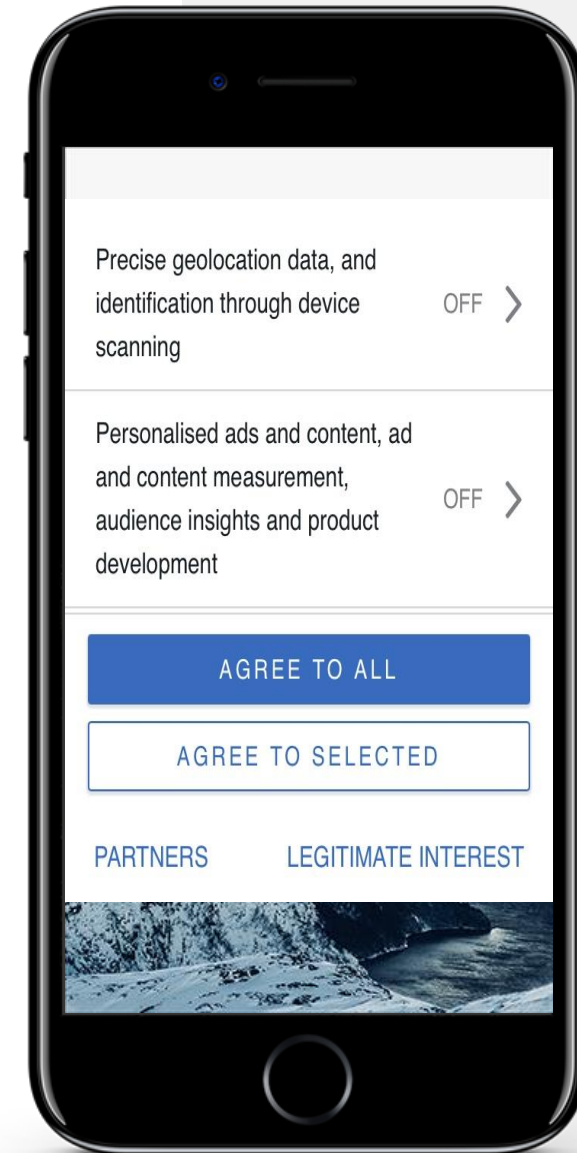 Precise geolocation data, and
identification through device
scanning
OFF
Personalised ads and content, ad
and content measurement,
audience insights and product
development
OFF
AGREE TO ALL
AGREE TO SELECTED
PARTNERS LEGITIMATE INTEREST